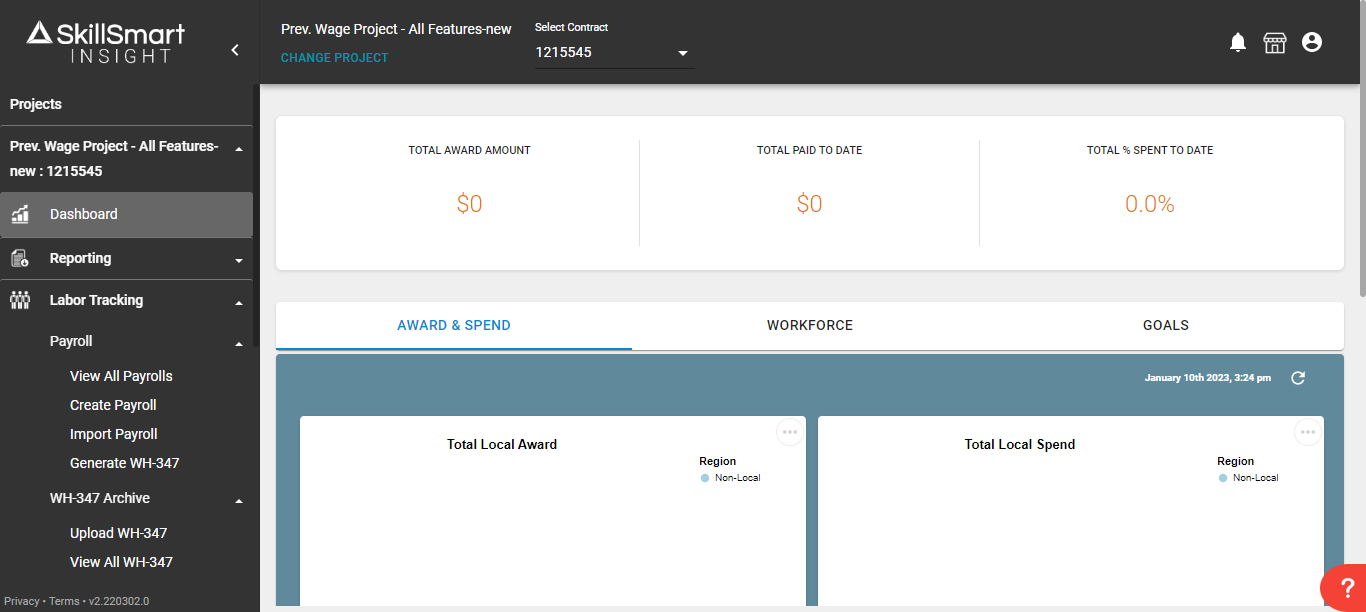 SkillSmart
INSIGHT
Prev. Wage Project - All Features-new
CHANGE PROJECT
Select Contract
1215545
Projects
Prev. Wage Project - All Features-
new : 1215545
Dashboard
Reporting
Labor Tracking
Payroll
View All Payrolls
Create Payroll
Import Payroll
Generate WH-347
WH-347 Archive
Upload WH-347
View All WH-347
Privacy • Terms • v2.220302.0
TOTAL AWARD AMOUNT
$0
TOTAL PAID TO DATE
$0
TOTAL % SPENT TO DATE
0.0%
AWARD & SPEND
WORKFORCE
GOALS
January 10th 2023, 3:24 pm
Total Local Award
Region
Non-Local
Total Local Spend
Region
Non-Local
?